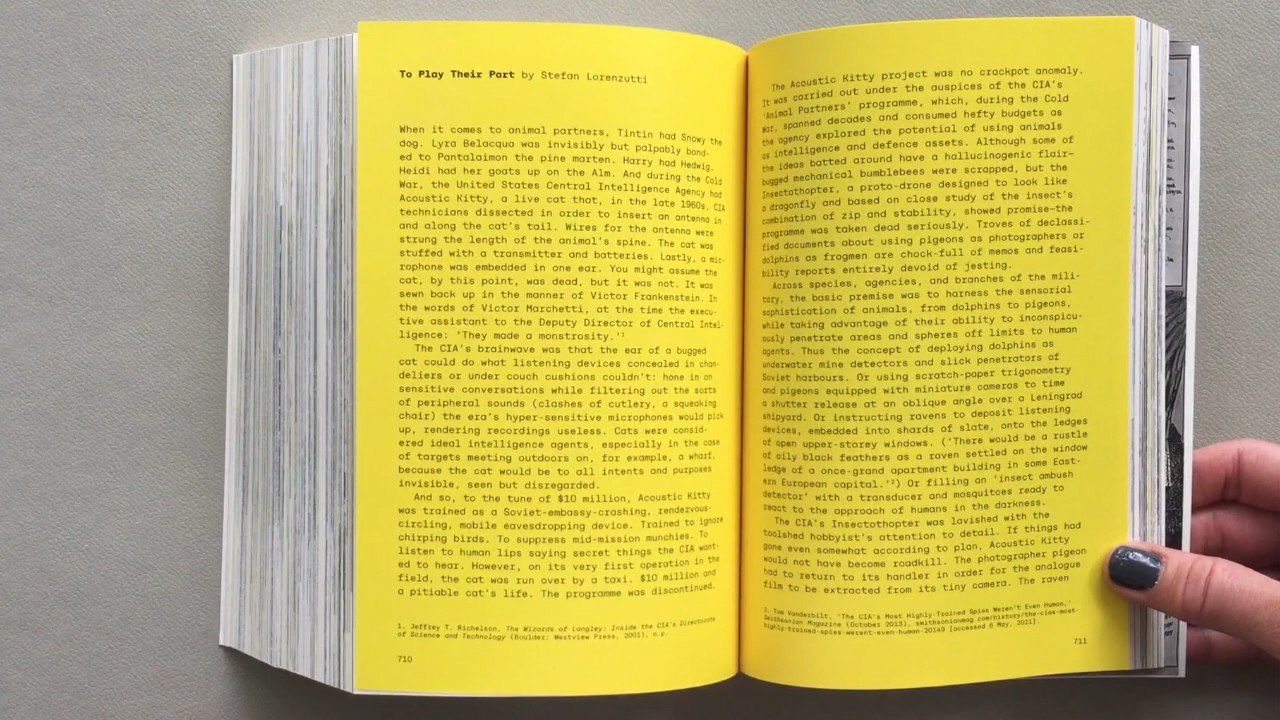 To Play Their Part by Stefan Lorenzutti
When it comes to animal partners, Tintin had Snowy the
dog. Lyra Belacqua was invisibly but palpably bond-
ed to Pantalaimon the pine marten. Harry had Hedwig.
Heidi had her goats up on the Alm. And during the Cold
War, the United States Central Intelligence Agency had
Acoustic Kitty, a live cat that, in the late 1960s, CIA
technicians dissected in order to insert an antenna in
and along the cat's tail. Wires for the antenna were
strung the length of the animal's spine. The cat was
stuffed with a transmitter and batteries. Lastly, a mic-
rophone was embedded in one ear. You might assume the
cat, by this point, was dead, but it was not. It was
sewn back up in the manner of Victor Frankenstein. In
the words of Victor Marchetti, at the time the execu-
tive assistant to the Deputy Director of Central Intel-
ligence: 'They made a monstrosity.'1
The CIA's brainwave was that the ear of a bugged
cat could do what listening devices concealed in chan-
deliers or under couch cushions couldn't: hone in on
sensitive conversations while filtering out the sorts
of peripheral sounds (clashes of cutlery, a squeaking
chair) the era's hyper-sensitive microphones would pick
up, rendering recordings useless. Cats were consid-
ered ideal intelligence agents, especially in the case
of targets meeting outdoors on, for example, a wharf,
because the cat would be to all intents and purposes
invisible, seen but disregarded.
And so, to the tune of $10 million, Acoustic Kitty
was trained as a Soviet-embassy-crashing, rendezvous-
circling, mobile eavesdropping device. Trained to ignore
chirping birds. To suppress mid-mission munchies. To
listen to human lips saying secret things the CIA want-
ed to hear. However, on its very first operation in the
field, the cat was run over by a taxi. $10 million and
a pitiable cat's life. The programme was discontinued.
1. Jeffrey T. Richelson, The Wizards of Langley: Inside the CIA's Directorate
of Science and Technology (Boulder: Westview Press, 2001), n.p.
710
The Acoustic Kitty project was no crackpot anomaly.
It was carried out under the auspices of the CIA's
'Animal Partners' programme, which, during the Cold
War, spanned decades and consumed hefty budgets as
the agency explored the potential of using animals
as intelligence and defence assets. Although some of
the ideas batted around have a hallucinogenic flair—
bugged mechanical bumblebees were scrapped, but the
Insectothopter, a proto-drone designed to look like
a dragonfly and based on close study of the insect's
combination of zip and stability, showed promise—the
programme was taken dead seriously. Troves of declassi-
fied documents about using pigeons as photographers or
dolphins as frogmen are chock-full of memos and feasi-
bility reports entirely devoid of jesting.
Across species, agencies, and branches of the mili-
tary, the basic premise was to harness the sensorial
sophistication of animals, from dolphins to pigeons,
while taking advantage of their ability to inconspicu-
ously penetrate areas and spheres off limits to human
agents. Thus the concept of deploying dolphins as
underwater mine detectors and slick penetrators of
Soviet harbours. Or using scratch-paper trigonometry
and pigeons equipped with miniature cameras to time
a shutter release at an oblique angle over a Leningrad
shipyard. Or instructing ravens to deposit listening
devices, embedded into shards of slate, onto the ledges
of open upper-storey windows. ('There would be a rustle
of oily black feathers as a raven settled on the window
ledge of a once-grand apartment building in some East-
ern European capital.'2) Or filling an 'insect ambush
detector' with a transducer and mosquitoes ready to
react to the approach of humans in the darkness.
The CIA's Insectothopter was lavished with the
toolshed hobbyist's attention to detail. If things had
gone even somewhat according to plan, Acoustic Kitty
would not have become roadkill. The photographer pigeon
had to return to its handler in order for the analogue
film to be extracted from its tiny camera. The raven
2. Tom Vanderbilt, 'The CIA's Most Highly-Trained Spies Weren't Even Human,'
Smithsonian Magazine (October 2013), smithsonianmag.com/history/the-cias-most-
highly-trained-spies-werent-even-human-20149 [accessed 6 May, 2021].
711